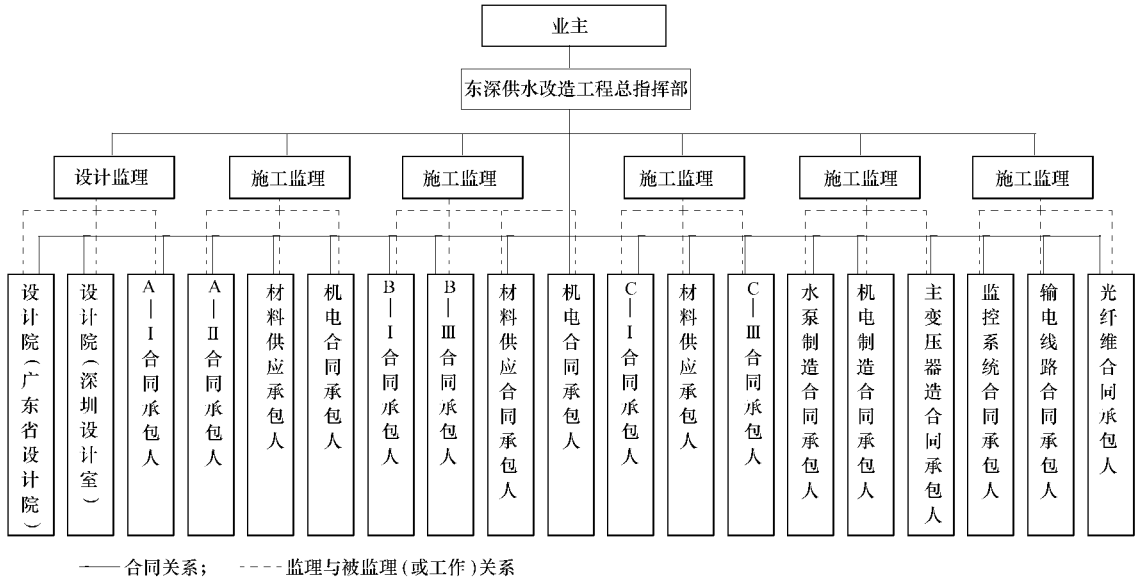 业主
东深供水改造工程总指挥部
设计监理
施工监理
施工监理
施工监理
施工监理
施工监理
设计院(广东省设计院)
设计院(深圳设计室)
A—Ⅰ合同承包人
A—Ⅱ合同承包人
材料供应承包人
机电合同承包人
B—Ⅰ合同承包人
B—Ⅲ合同承包人
材料供应合同承包人
机电合同承包人
C—Ⅰ合同承包人
材料供应承包人
C—Ⅲ合同承包人
水泵制造合同承包人
机电制造合同承包人
主变压器造合同承包人
监控系统合同承包人
输电线路合同承包人
光纤维合同承包人
——合同关系； ----监理与被监理(或工作)关系